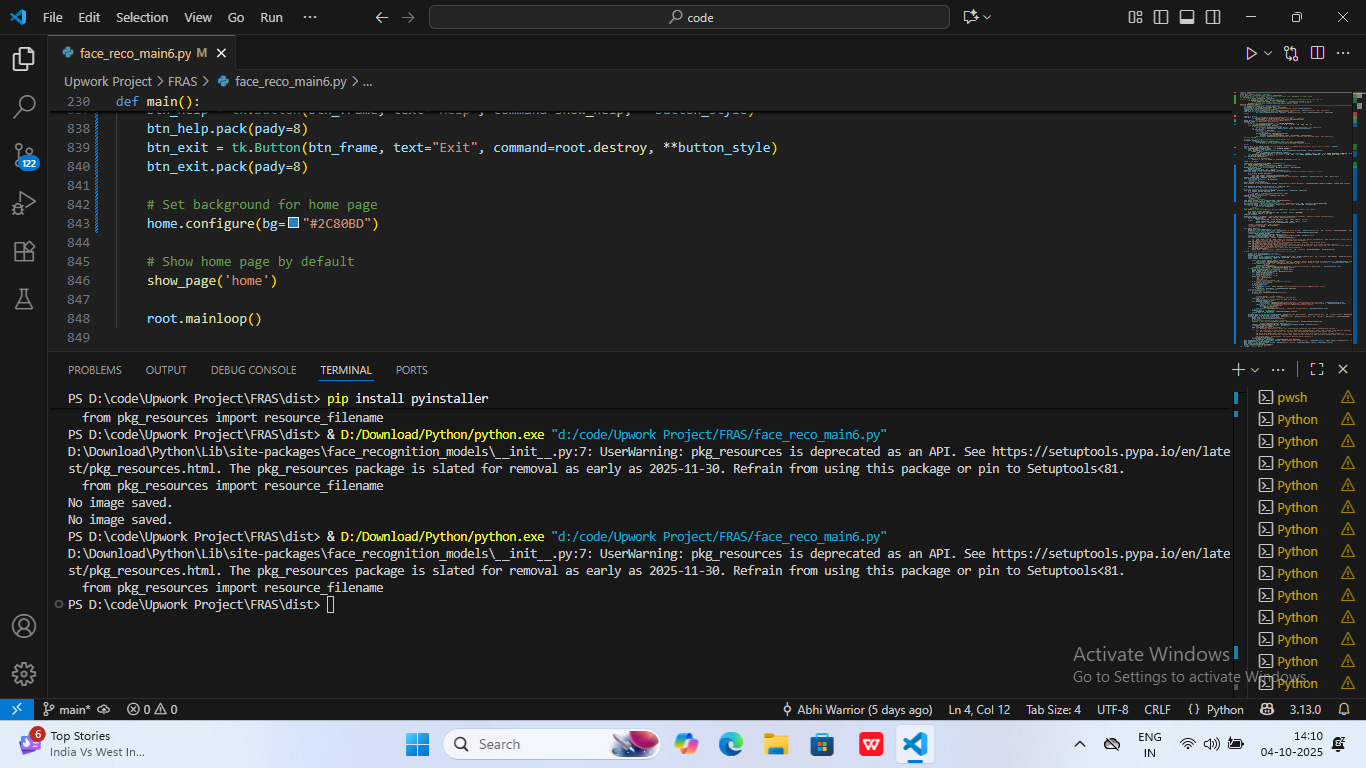 File Edit Selection View Go Run ··· code
face_reco_main6.py M
Upwork Project > FRAS > face_reco_main6.py > ...
230 def main():
838 btn_help.pack(pady=8)
839 btn_exit = tk.Button(btn_frame, text="Exit", command=root.destroy, **button_style)
840 btn_exit.pack(pady=8)
841
842 # Set background for home page
843 home.configure(bg="#2C80BD")
844
845 # Show home page by default
846 show_page('home')
847
848 root.mainloop()
849
PROBLEMS OUTPUT DEBUG CONSOLE TERMINAL PORTS
PS D:\code\Upwork Project\FRAS\dist> pip install pyinstaller
from pkg_resources import resource_filename
PS D:\code\Upwork Project\FRAS\dist> & D:/Download/Python/python.exe "d:/code/Upwork Project/FRAS/face_reco_main6.py"
D:\Download\Python\Lib\site-packages\face_recognition_models\__init__.py:7: UserWarning: pkg_resources is deprecated as an API. See https://setuptools.pypa.io/en/late
st/pkg_resources.html. The pkg_resources package is slated for removal as early as 2025-11-30. Refrain from using this package or pin to Setuptools<81.
from pkg_resources import resource_filename
No image saved.
No image saved.
PS D:\code\Upwork Project\FRAS\dist> & D:/Download/Python/python.exe "d:/code/Upwork Project/FRAS/face_reco_main6.py"
D:\Download\Python\Lib\site-packages\face_recognition_models\__init__.py:7: UserWarning: pkg_resources is deprecated as an API. See https://setuptools.pypa.io/en/late
st/pkg_resources.html. The pkg_resources package is slated for removal as early as 2025-11-30. Refrain from using this package or pin to Setuptools<81.
from pkg_resources import resource_filename
PS D:\code\Upwork Project\FRAS\dist>
pwsh
Python
Python
Python
Python
Python
Python
Python
Python
Python
Python
Python
Python
Python
122
Activate Windows
Go to Settings to activate Windows.
main* 0 0 Abhi Warrior (5 days ago) Ln 4, Col 12 Tab Size: 4 UTF-8 CRLF {} Python 3.13.0
6 Top Stories
India Vs West In...
Search
ENG
IN
14:10
04-10-2025